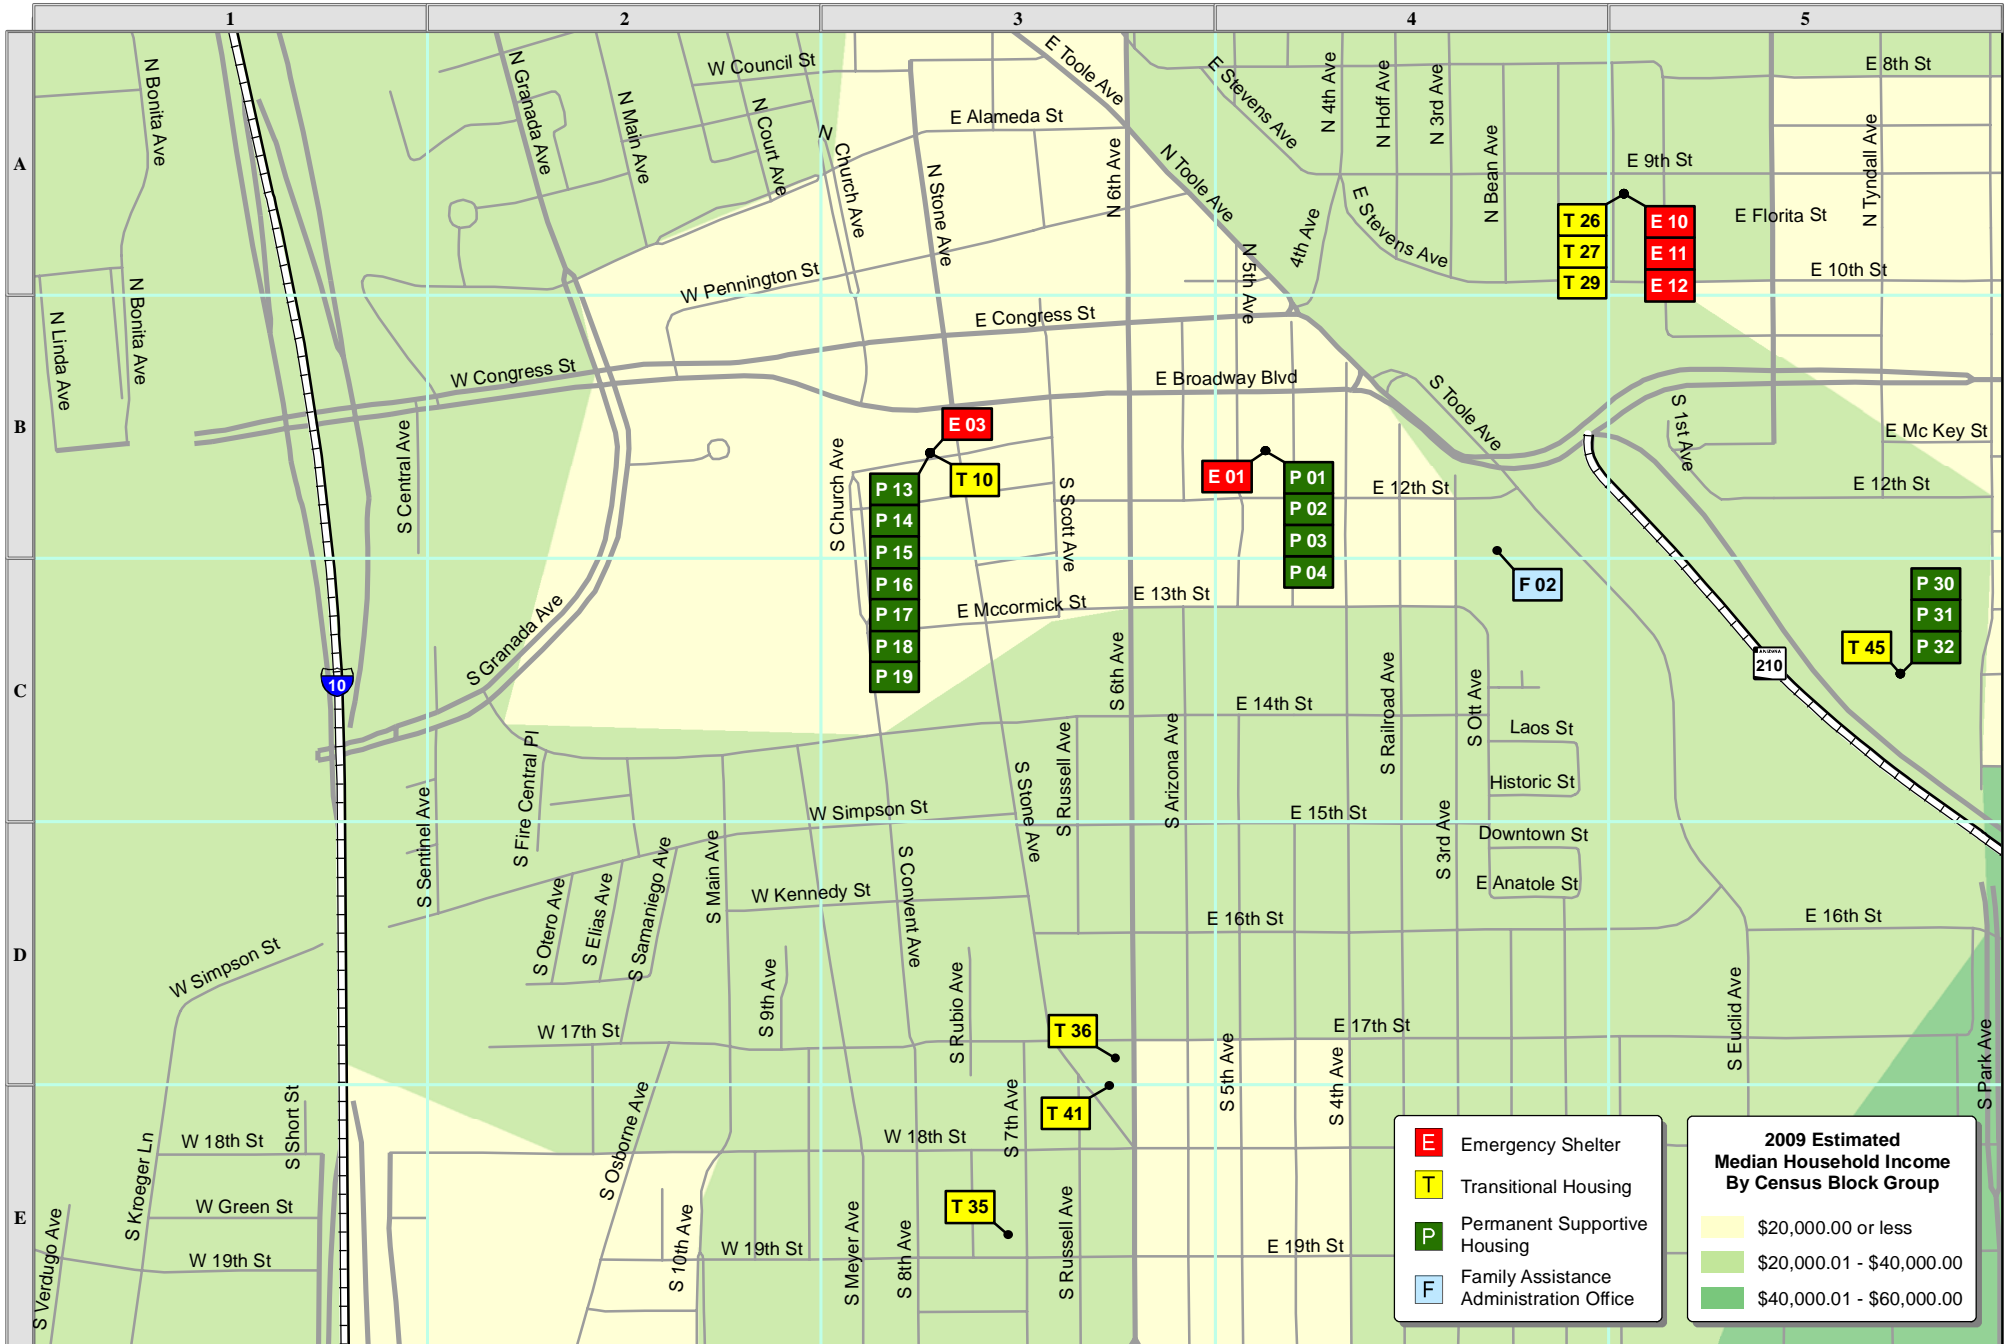 1
2
3
4
5
A
B
C
D
E
N Bonita Ave
N Granada Ave
N Main Ave
W Council St
N Court Ave
N Church Ave
N Stone Ave
E Toole Ave
E Alameda St
N 6th Ave
N Toole Ave
E Stevens Ave
N 4th Ave
N Hoff Ave
N 3rd Ave
N Bean Ave
E 8th St
E 9th St
N Tyndall Ave
E Florita St
E 10th St
4th Ave
E Stevens Ave
N 5th Ave
T 26
T 27
T 29
E 10
E 11
E 12
N Linda Ave
N Bonita Ave
W Pennington St
E Congress St
W Congress St
E Broadway Blvd
S Toole Ave
S 1st Ave
E Mc Key St
S Central Ave
S Church Ave
S Scott Ave
E 03
T 10
P 13
P 14
P 15
P 16
P 17
P 18
P 19
E 01
P 01
P 02
P 03
P 04
E 12th St
E 12th St
F 02
P 30
P 31
P 32
T 45
E Mccormick St
E 13th St
S Granada Ave
10
ARIZONA
210
S 6th Ave
E 14th St
S Railroad Ave
S Ott Ave
Laos St
Historic St
S Fire Central Pl
S Sentinel Ave
W Simpson St
S Stone Ave
S Russell Ave
S Arizona Ave
E 15th St
S 3rd Ave
Downtown St
E Anatole St
S Main Ave
S Otero Ave
S Elias Ave
S Samaniego Ave
W Kennedy St
S Convent Ave
E 16th St
E 16th St
W Simpson St
S 9th Ave
S Rubio Ave
W 17th St
T 36
E 17th St
S Euclid Ave
S Park Ave
T 41
S 5th Ave
S 4th Ave
S 7th Ave
S Osborne Ave
W 18th St
S Short St
S Kroeger Ln
W 18th St
W Green St
W 19th St
S Verdugo Ave
T 35
S 10th Ave
W 19th St
S Meyer Ave
S 8th Ave
S Russell Ave
E 19th St
E Emergency Shelter
T Transitional Housing
P Permanent Supportive
Housing
F Family Assistance
Administration Office
2009 Estimated
Median Household Income
By Census Block Group
$20,000.00 or less
$20,000.01 - $40,000.00
$40,000.01 - $60,000.00